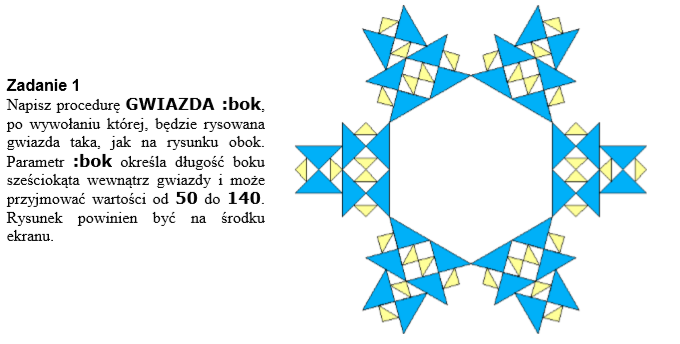 Zadanie 1
Napisz procedurę GWIAZDA :bok,
po wywołaniu której, będzie rysowana
gwiazda taka, jak na rysunku obok.
Parametr :bok określa długość boku
sześciokąta wewnątrz gwiazdy i może
przyjmować wartości od 50 do 140.
Rysunek powinien być na środku
ekranu.